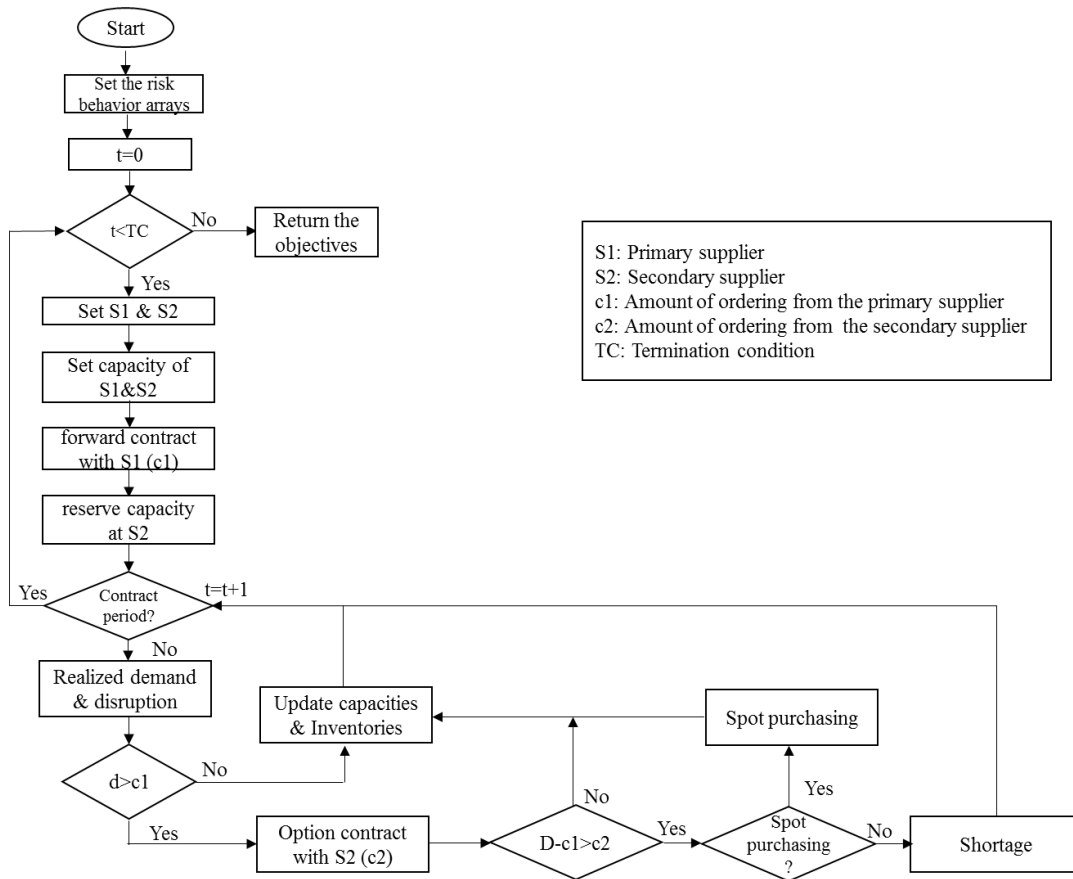 Start
Set the risk
behavior arrays
t=0
t<TC
No
Return the
objectives
Yes
Set S1 & S2
Set capacity of
S1&S2
forward contract
with S1 (c1)
reserve capacity
at S2
S1: Primary supplier
S2: Secondary supplier
c1: Amount of ordering from the primary supplier
c2: Amount of ordering from the secondary supplier
TC: Termination condition
Yes
Contract
period?
t=t+1
No
Realized demand
& disruption
Update capacities
& Inventories
Spot purchasing
d>c1
No
Yes
Option contract
with S2 (c2)
D-c1>c2
No
Yes
Spot
purchasing
?
Yes
No
Shortage